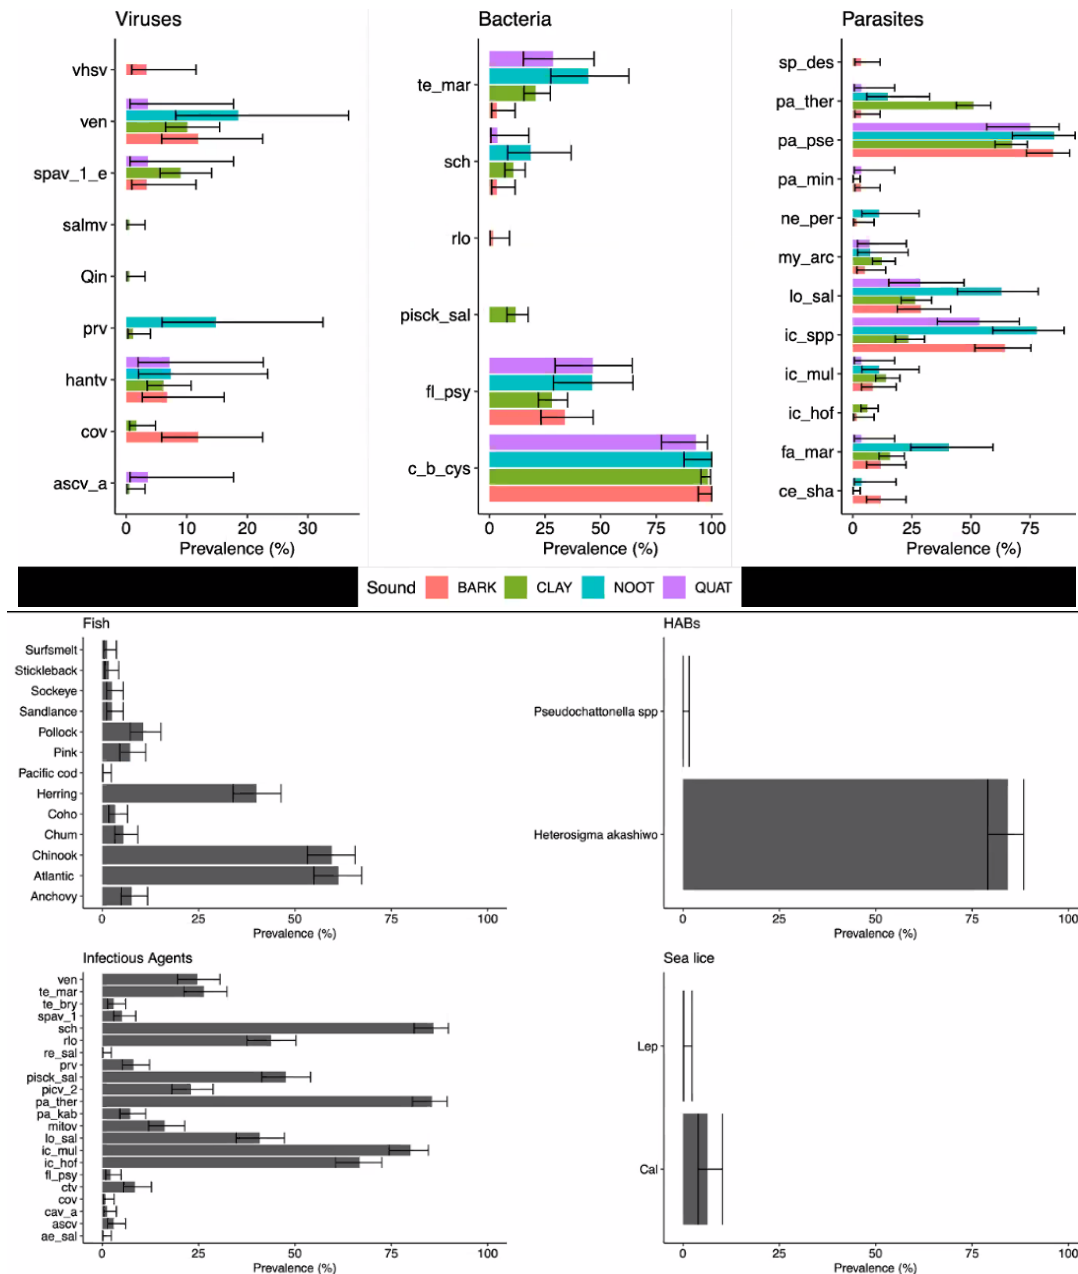 Viruses
vhsv
ven
spav_1_e
salmv
Qin
prv
hantv
cov
ascv_a
0 10 20 30
Prevalence (%)
Bacteria
te_mar
sch
rlo
pisck_sal
fl_psy
c_b_cys
0 25 50 75 100
Prevalence (%)
Parasites
sp_des
pa_ther
pa_pse
pa_min
ne_per
my_arc
lo_sal
ic_spp
ic_mul
ic_hof
fa_mar
ce_sha
0 25 50 75
Prevalence (%)
Sound BARK CLAY NOOT QUAT
Fish
Surfsmelt
Stickleback
Sockeye
Sandlance
Pollock
Pink
Pacific cod
Herring
Coho
Chum
Chinook
Atlantic
Anchovy
0 25 50 75 100
Prevalence (%)
HABs
Pseudochattonella spp
Heterosigma akashiwo
0 25 50 75 100
Prevalence (%)
Infectious Agents
ven
te_mar
te_bry
spav_1
sch
rlo
re_sal
prv
pisck_sal
picv_2
pa_ther
pa_kab
mitov
lo_sal
ic_mul
ic_hof
fl_psy
ctv
cov
cav_a
ascv
ae_sal
0 25 50 75 100
Prevalence (%)
Sea lice
Lep
Cal
0 25 50 75 100
Prevalence (%)